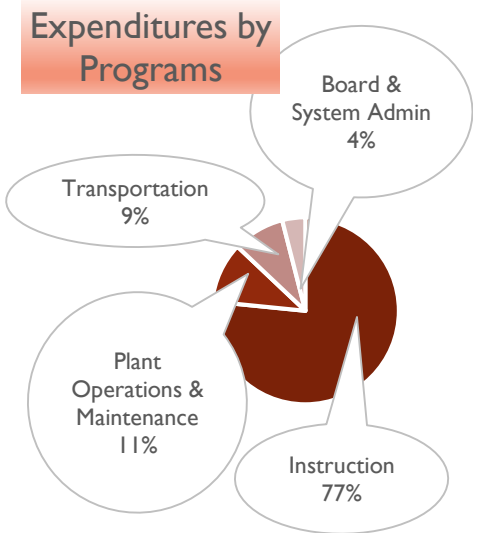 Expenditures by
Programs
Board &
System Admin
4%
Transportation
9%
Plant
Operations &
Maintenance
11%
Instruction
77%